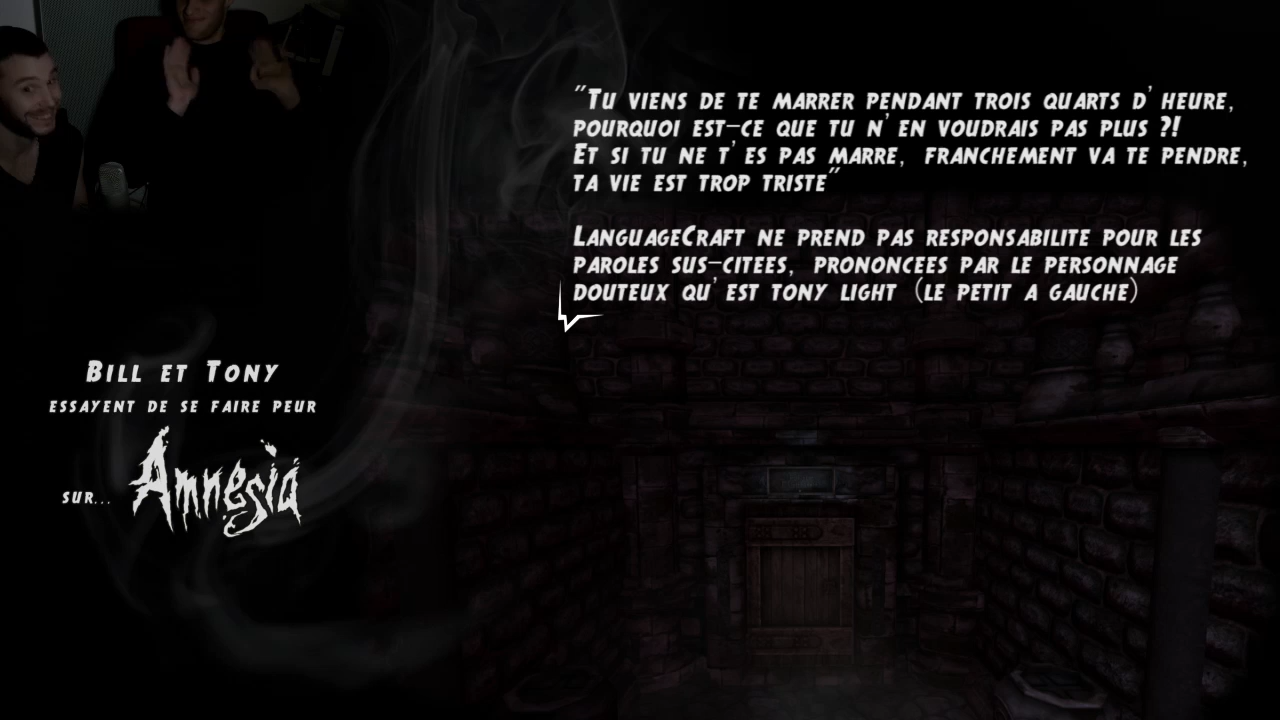 "Tu viens de te marrer pendant trois quarts d'heure,
pourquoi est-ce que tu n'en voudrais pas plus ?!
Et si tu ne t'es pas marre, franchement va te pendre,
ta vie est trop triste"
LanguageCraft ne prend pas responsabilite pour les
paroles sus-citees, prononcees par le personnage
douteux qu'est Tony Light (le petit a gauche)
Bill et Tony
essayent de se faire peur
sur... Amnesia